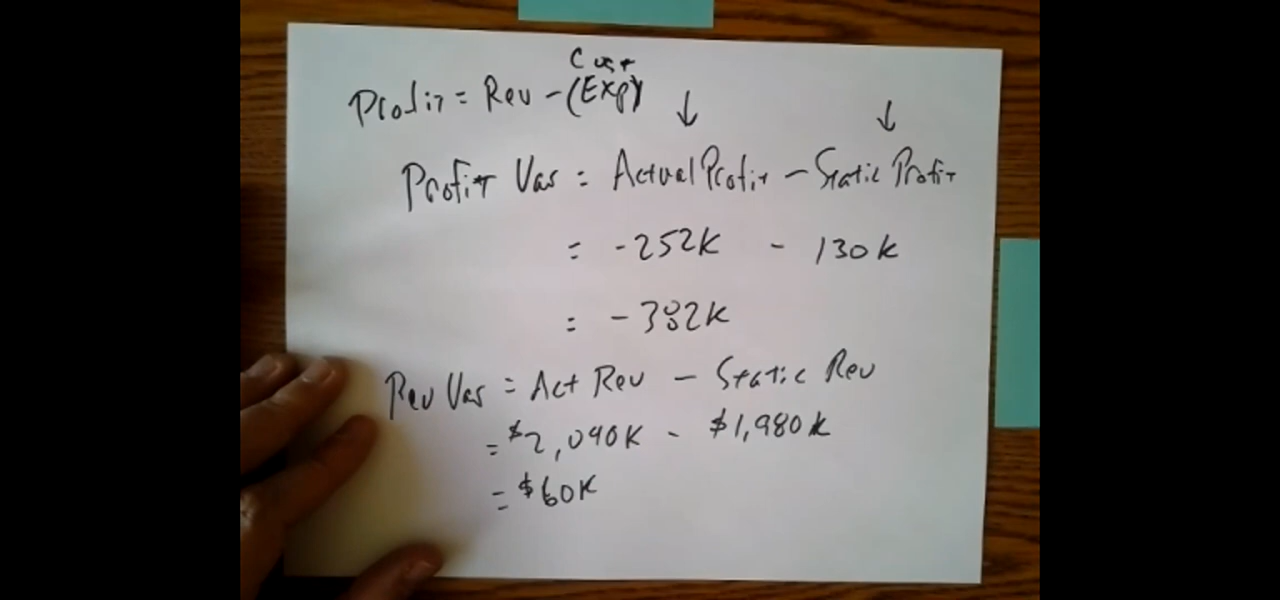 Cost
Profit = Rev - (Exp)
↓ ↓
Profit Var = Actual Profit - Static Profit
= -252K - 130K
= -382K
Rev Var = Act Rev - Static Rev
= $2,040K - $1,980K
= $60K